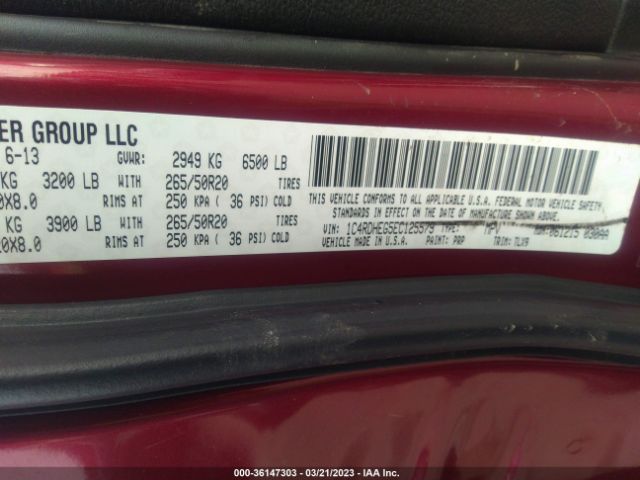 ER GROUP LLC
6-13 GVWR: 2949 KG 6500 LB
KG 3200 LB WITH 265/50R20 TIRES
0X8.0 RIMS AT 250 KPA ( 36 PSI) COLD
KG 3900 LB WITH 265/50R20 TIRES
0X8.0 RIMS AT 250 KPA ( 36 PSI) COLD
THIS VEHICLE CONFORMS TO ALL APPLICABLE U.S.A. FEDERAL MOTOR VEHICLE SAFETY,
STANDARDS IN EFFECT ON THE DATE OF MANUFACTURE SHOWN ABOVE.
VIN: 1C4RDHEG5EC125579 TYPE: MPV 061215 0309A
VEHICLE MADE IN U.S.A. PAINT: PRP TRIM: TLX9
000-36147303 — 03/21/2023 — IAA Inc.